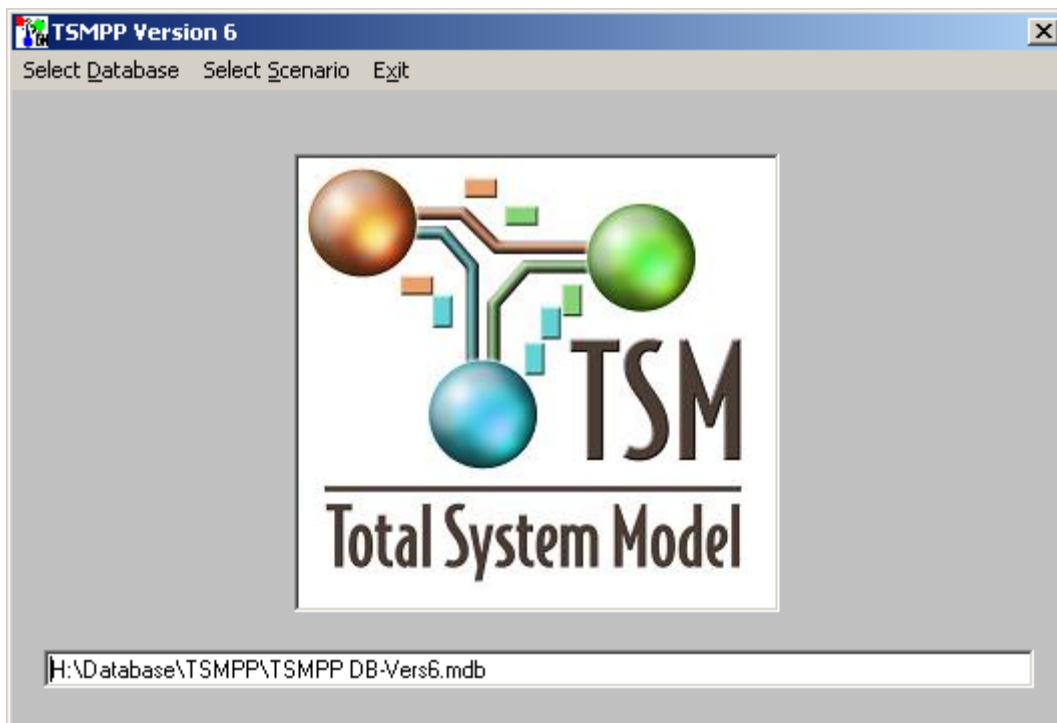 TSMPP Version 6
Select Database Select Scenario Exit
TSM
Total System Model
H:\Database\TSMPP\TSMPP DB-Vers6.mdb